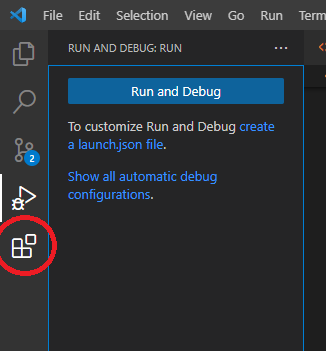 File Edit Selection View Go Run Termin
RUN AND DEBUG: RUN
Run and Debug
To customize Run and Debug create
a launch.json file.
Show all automatic debug
configurations.
2